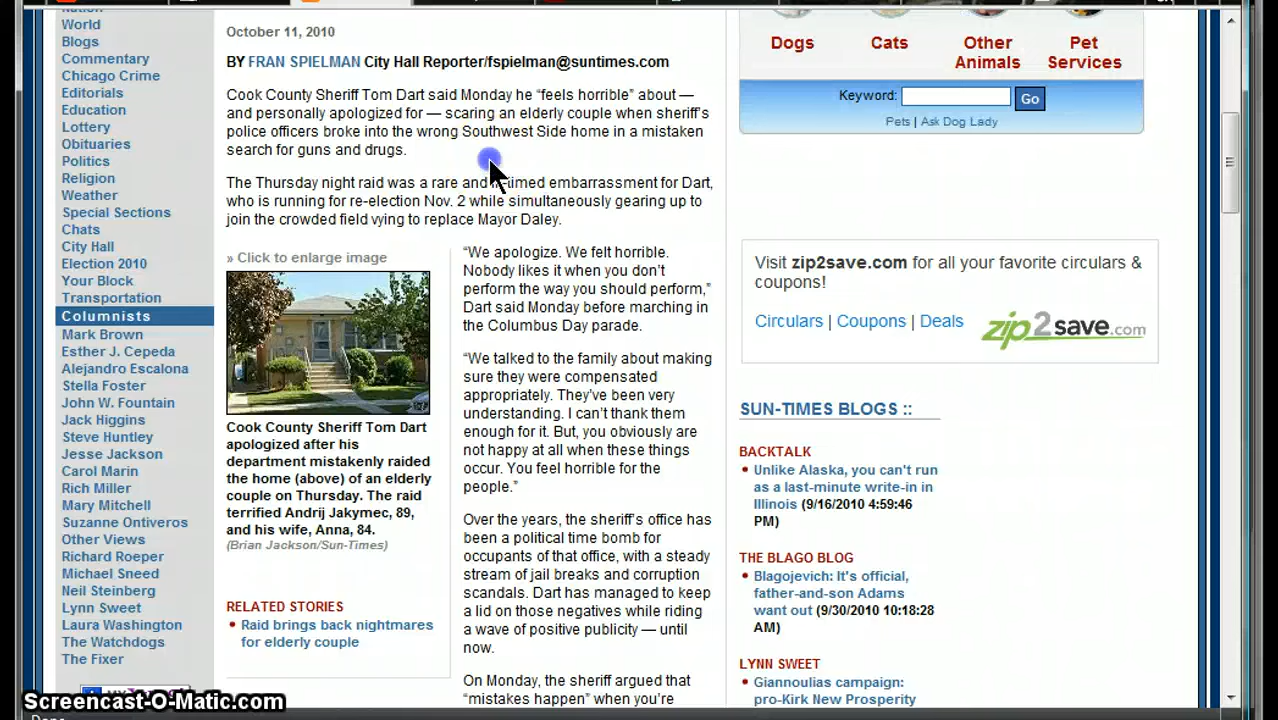 World
Blogs
Commentary
Chicago Crime
Editorials
Education
Lottery
Obituaries
Politics
Religion
Weather
Special Sections
Chats
City Hall
Election 2010
Your Block
Transportation
Columnists
Mark Brown
Esther J. Cepeda
Alejandro Escalona
Stella Foster
John W. Fountain
Jack Higgins
Steve Huntley
Jesse Jackson
Carol Marin
Rich Miller
Mary Mitchell
Suzanne Ontiveros
Other Views
Richard Roeper
Michael Sneed
Neil Steinberg
Lynn Sweet
Laura Washington
The Watchdogs
The Fixer
October 11, 2010
BY FRAN SPIELMAN City Hall Reporter/fspielman@suntimes.com
Cook County Sheriff Tom Dart said Monday he “feels horrible” about —
and personally apologized for — scaring an elderly couple when sheriff’s
police officers broke into the wrong Southwest Side home in a mistaken
search for guns and drugs.
The Thursday night raid was a rare and -timed embarrassment for Dart,
who is running for re-election Nov. 2 while simultaneously gearing up to
join the crowded field vying to replace Mayor Daley.
» Click to enlarge image
Cook County Sheriff Tom Dart
apologized after his
department mistakenly raided
the home (above) of an elderly
couple on Thursday. The raid
terrified Andrij Jakymec, 89,
and his wife, Anna, 84.
(Brian Jackson/Sun-Times)
RELATED STORIES
• Raid brings back nightmares
for elderly couple
“We apologize. We felt horrible.
Nobody likes it when you don’t
perform the way you should perform,”
Dart said Monday before marching in
the Columbus Day parade.
“We talked to the family about making
sure they were compensated
appropriately. They’ve been very
understanding. I can’t thank them
enough for it. But, you obviously are
not happy at all when these things
occur. You feel horrible for the
people.”
Over the years, the sheriff’s office has
been a political time bomb for
occupants of that office, with a steady
stream of jail breaks and corruption
scandals. Dart has managed to keep
a lid on those negatives while riding
a wave of positive publicity — until
now.
On Monday, the sheriff argued that
“mistakes happen” when you’re
Dogs
Cats
Other
Animals
Pet
Services
Keyword: Go
Pets | Ask Dog Lady
Visit zip2save.com for all your favorite circulars &
coupons!
Circulars | Coupons | Deals
zip2save.com
SUN-TIMES BLOGS ::
BACKTALK
• Unlike Alaska, you can't run
as a last-minute write-in in
Illinois (9/16/2010 4:59:46
PM)
THE BLAGO BLOG
• Blagojevich: It's official,
father-and-son Adams
want out (9/30/2010 10:18:28
AM)
LYNN SWEET
• Giannoulias campaign:
pro-Kirk New Prosperity
Screencast-O-Matic.com